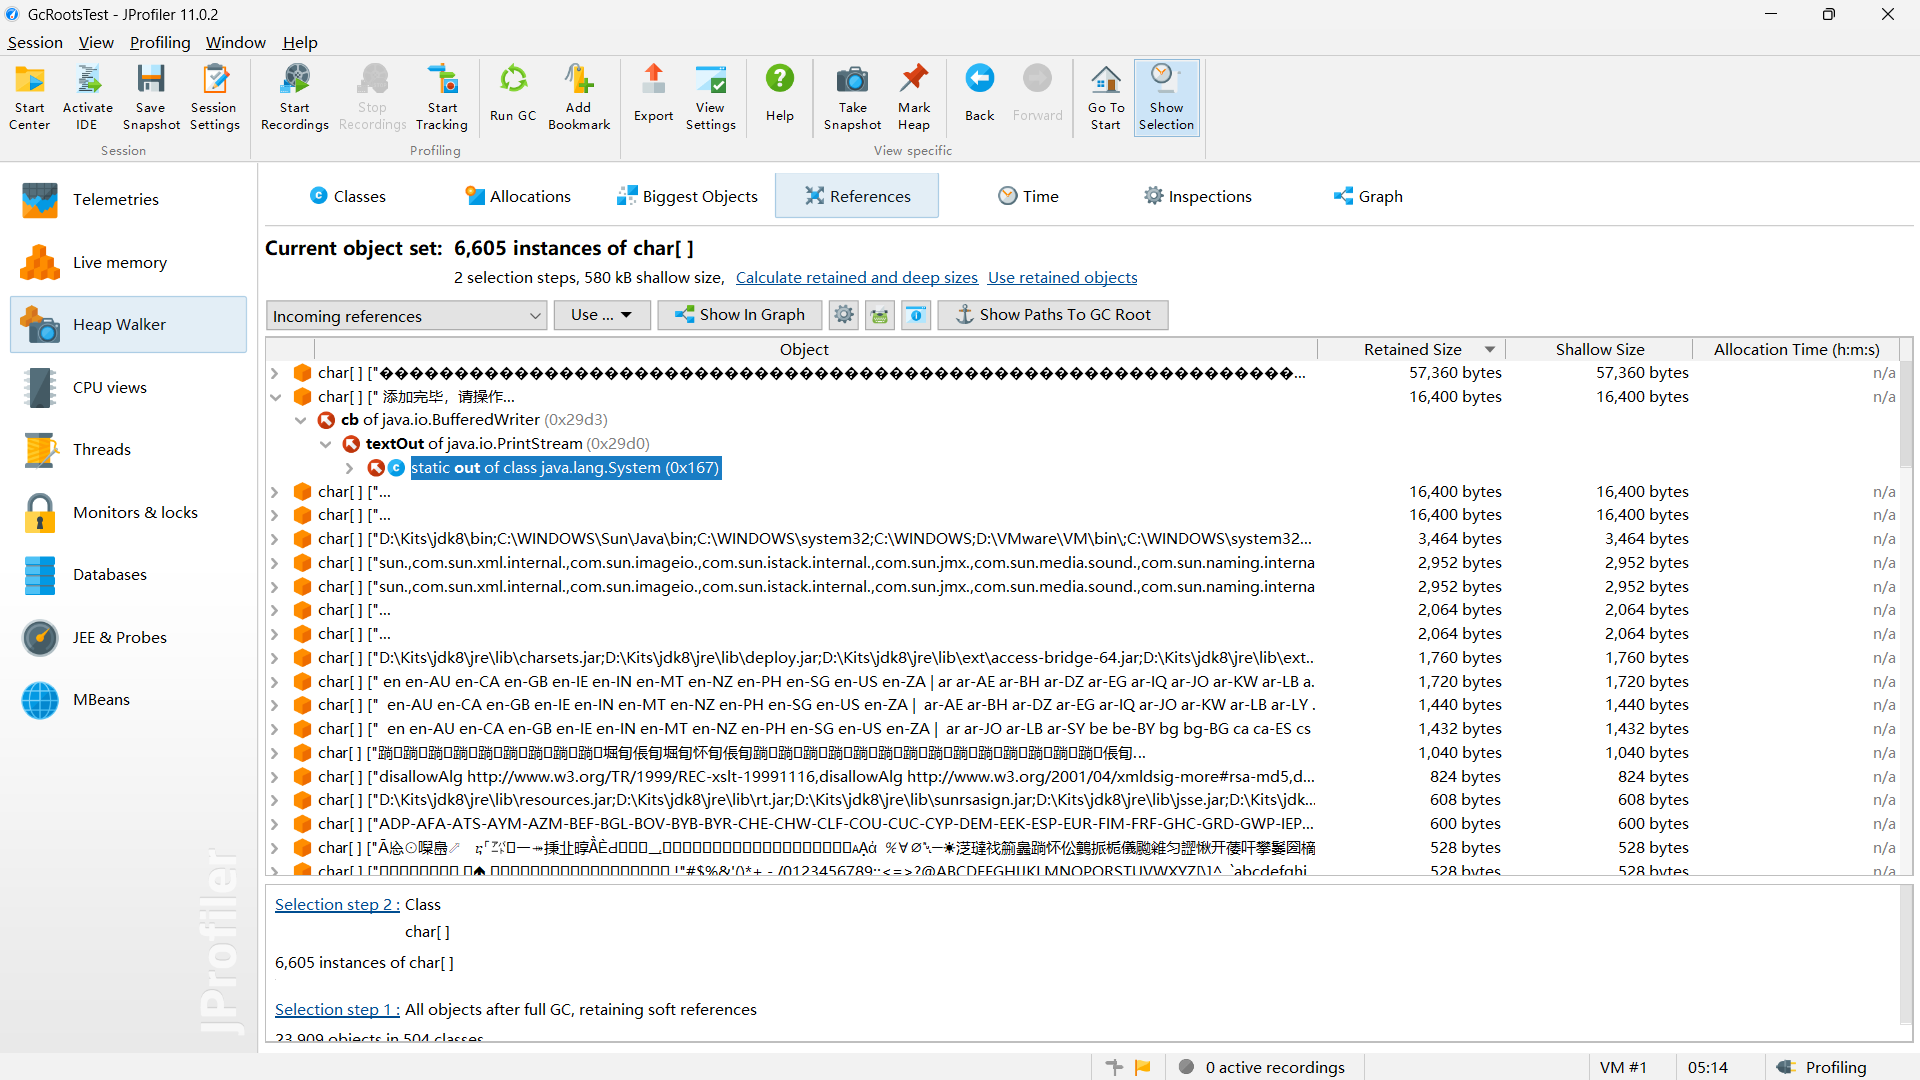 GcRootsTest - JProfiler 11.0.2
Session View Profiling Window Help
Start Center
Activate IDE
Save Snapshot
Session Settings
Start Recordings
Stop Recordings
Start Tracking
Run GC
Add Bookmark
Export
View Settings
Help
Take Snapshot
Mark Heap
Back
Forward
Go To Start
Show Selection
Session
Profiling
View specific
Telemetries
Live memory
Heap Walker
CPU views
Threads
Monitors & locks
Databases
JEE & Probes
MBeans
JProfiler
Classes Allocations Biggest Objects References Time Inspections Graph
Current object set: 6,605 instances of char[ ]
2 selection steps, 580 kB shallow size, Calculate retained and deep sizes Use retained objects
Incoming references Use ... Show In Graph Show Paths To GC Root
Object Retained Size Shallow Size Allocation Time (h:m:s)
char[ ] ["������... 57,360 bytes 57,360 bytes n/a
char[ ] [" 添加完毕，请操作... 16,400 bytes 16,400 bytes n/a
cb of java.io.BufferedWriter (0x29d3)
textOut of java.io.PrintStream (0x29d0)
static out of class java.lang.System (0x167)
char[ ] ["... 16,400 bytes 16,400 bytes n/a
char[ ] ["... 16,400 bytes 16,400 bytes n/a
char[ ] ["D:\Kits\jdk8\bin;C:\WINDOWS\Sun\Java\bin;C:\WINDOWS\system32;C:\WINDOWS;D:\VMware\VM\bin\;C:\WINDOWS\system32... 3,464 bytes 3,464 bytes n/a
char[ ] ["sun.,com.sun.xml.internal.,com.sun.imageio.,com.sun.istack.internal.,com.sun.jmx.,com.sun.media.sound.,com.sun.naming.interna 2,952 bytes 2,952 bytes n/a
char[ ] ["sun.,com.sun.xml.internal.,com.sun.imageio.,com.sun.istack.internal.,com.sun.jmx.,com.sun.media.sound.,com.sun.naming.interna 2,952 bytes 2,952 bytes n/a
char[ ] ["... 2,064 bytes 2,064 bytes n/a
char[ ] ["... 2,064 bytes 2,064 bytes n/a
char[ ] ["D:\Kits\jdk8\jre\lib\charsets.jar;D:\Kits\jdk8\jre\lib\deploy.jar;D:\Kits\jdk8\jre\lib\ext\access-bridge-64.jar;D:\Kits\jdk8\jre\lib\ext.. 1,760 bytes 1,760 bytes n/a
char[ ] [" en en-AU en-CA en-GB en-IE en-IN en-MT en-NZ en-PH en-SG en-US en-ZA | ar ar-AE ar-BH ar-DZ ar-EG ar-IQ ar-JO ar-KW ar-LB a. 1,720 bytes 1,720 bytes n/a
char[ ] [" en-AU en-CA en-GB en-IE en-IN en-MT en-NZ en-PH en-SG en-US en-ZA | ar-AE ar-BH ar-DZ ar-EG ar-IQ ar-JO ar-KW ar-LB ar-LY . 1,440 bytes 1,440 bytes n/a
char[ ] [" en en-AU en-CA en-GB en-IE en-IN en-MT en-NZ en-PH en-SG en-US en-ZA | ar ar-JO ar-LB ar-SY be be-BY bg bg-BG ca ca-ES cs 1,432 bytes 1,432 bytes n/a
char[ ] [" 1,040 bytes 1,040 bytes n/a
char[ ] ["disallowAlg http://www.w3.org/TR/1999/REC-xslt-19991116,disallowAlg http://www.w3.org/2001/04/xmldsig-more#rsa-md5,d... 824 bytes 824 bytes n/a
char[ ] ["D:\Kits\jdk8\jre\lib\resources.jar;D:\Kits\jdk8\jre\lib\rt.jar;D:\Kits\jdk8\jre\lib\sunrsasign.jar;D:\Kits\jdk8\jre\lib\jsse.jar;D:\Kits\jdk... 608 bytes 608 bytes n/a
char[ ] ["ADP-AFA-ATS-AYM-AZM-BEF-BGL-BOV-BYB-BYR-CHE-CHW-CLF-COU-CUC-CYP-DEM-EEK-ESP-EUR-FIM-FRF-GHC-GRD-GWP-IEP... 600 bytes 600 bytes n/a
char[ ] [" 528 bytes 528 bytes n/a
char[ ] [" !"#$%&'()*+,-./0123456789:;<=>?@ABCDEFGHIJKLMNOPQRSTUVWXYZ[\]^_`abcdefghi 528 bytes 528 bytes n/a
Selection step 2 : Class
char[ ]
6,605 instances of char[ ]
Selection step 1 : All objects after full GC, retaining soft references
23,909 objects in 504 classes
0 active recordings VM #1 05:14 Profiling